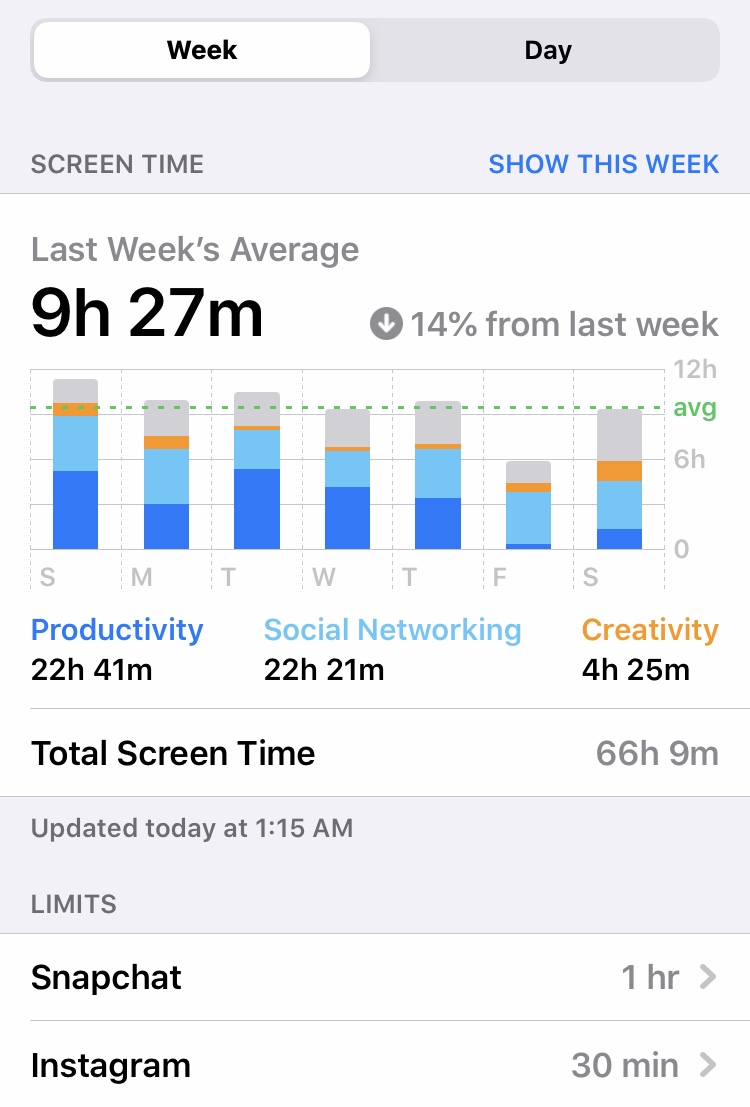 Week Day
SCREEN TIME SHOW THIS WEEK
Last Week's Average
9h 27m 14% from last week
12h
avg
6h
0
S M T W T F S
Productivity Social Networking Creativity
22h 41m 22h 21m 4h 25m
Total Screen Time 66h 9m
Updated today at 1:15 AM
LIMITS
Snapchat 1 hr
Instagram 30 min